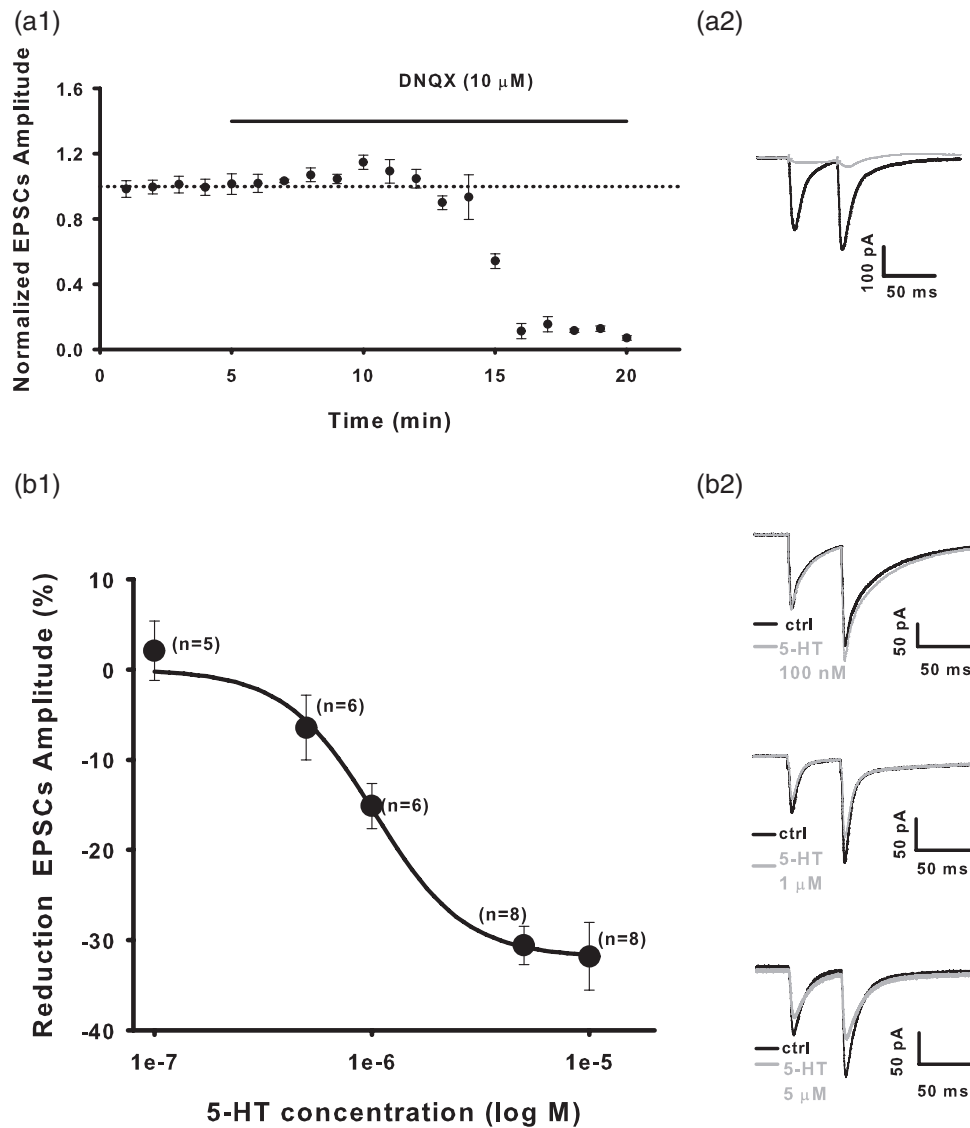 (a1)
Normalized EPSCs Amplitude
1.6
1.2
0.8
0.4
0.0
DNQX (10 μM)
0
5
10
15
20
Time (min)
(a2)
100 pA
50 ms
(b1)
Reduction EPSCs Amplitude (%)
10
0
-10
-20
-30
-40
(n=5)
(n=6)
(n=6)
(n=8)
(n=8)
1e-7
1e-6
1e-5
5-HT concentration (log M)
(b2)
ctrl
5-HT
100 nM
50 pA
50 ms
ctrl
5-HT
1 μM
50 pA
50 ms
ctrl
5-HT
5 μM
50 pA
50 ms